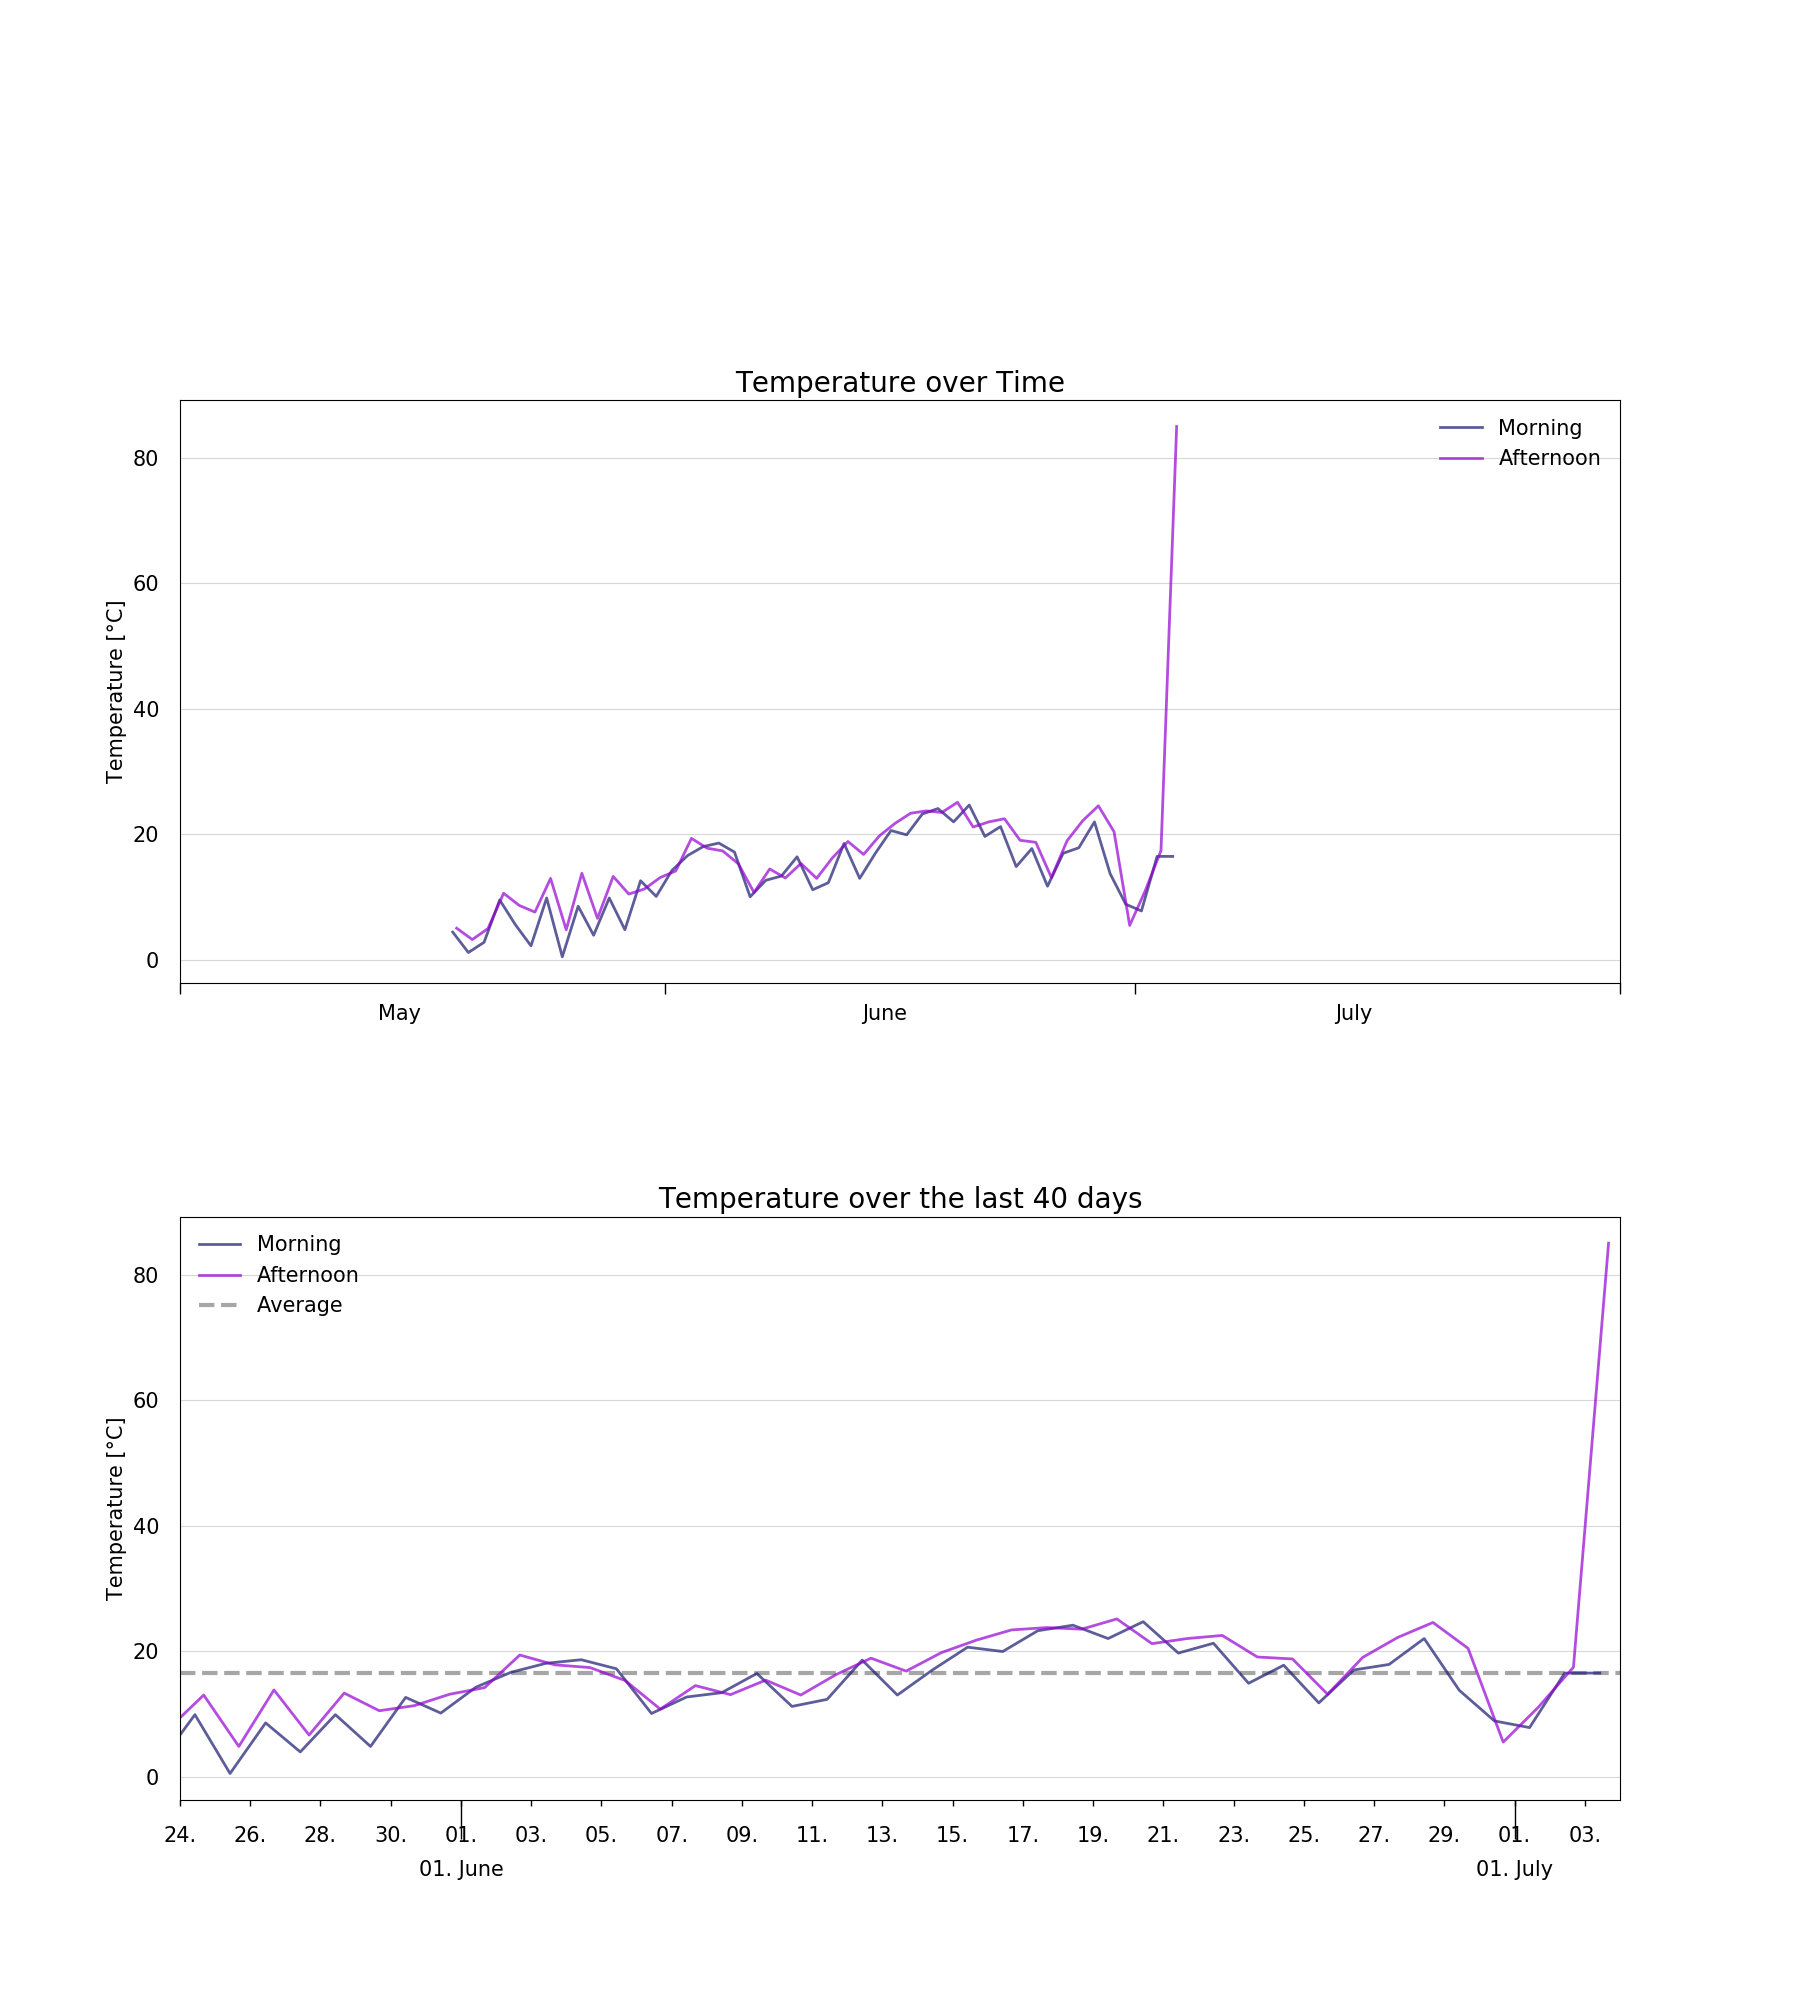 Temperature over Time
Morning
Afternoon
80
60
40
20
0
Temperature [°C]
May June July
Temperature over the last 40 days
Morning
Afternoon
Average
80
60
40
20
0
Temperature [°C]
24. 26. 28. 30. 01. 03. 05. 07. 09. 11. 13. 15. 17. 19. 21. 23. 25. 27. 29. 01. 03.
01. June 01. July